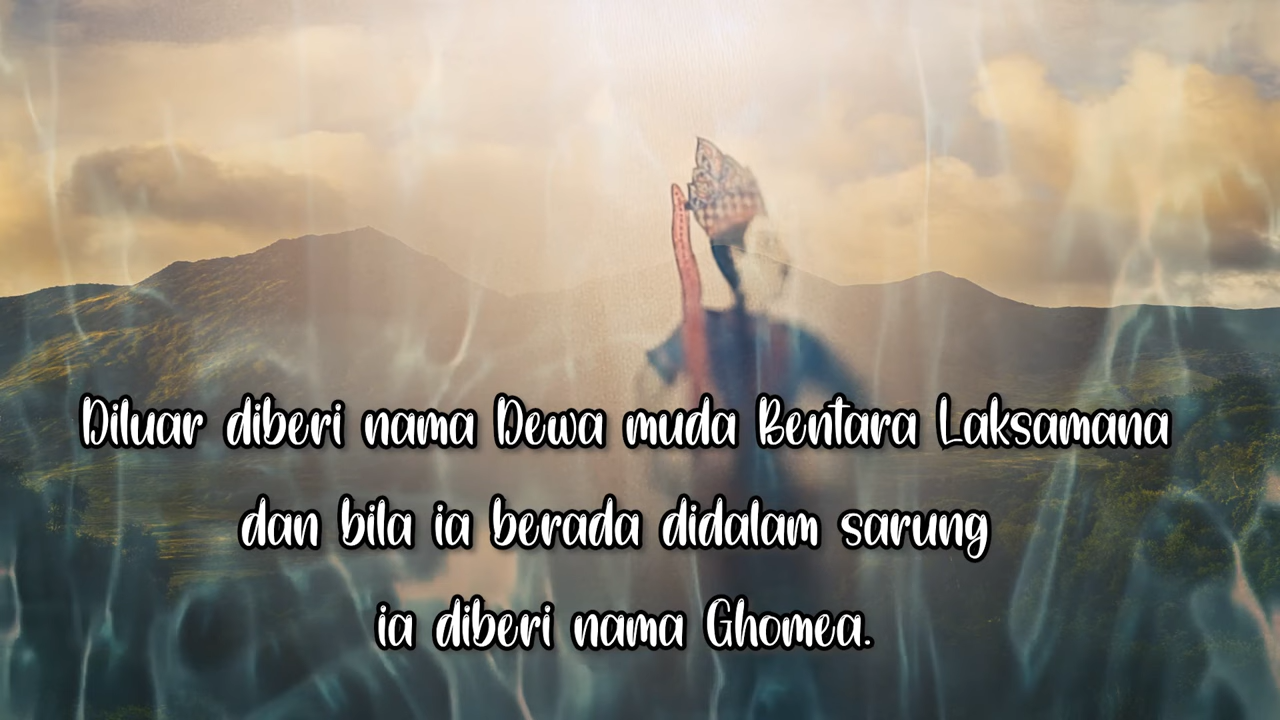 Diluar diberi nama Dewa muda Bentara Laksamana
dan bila ia berada didalam sarung
ia diberi nama Ghomea.